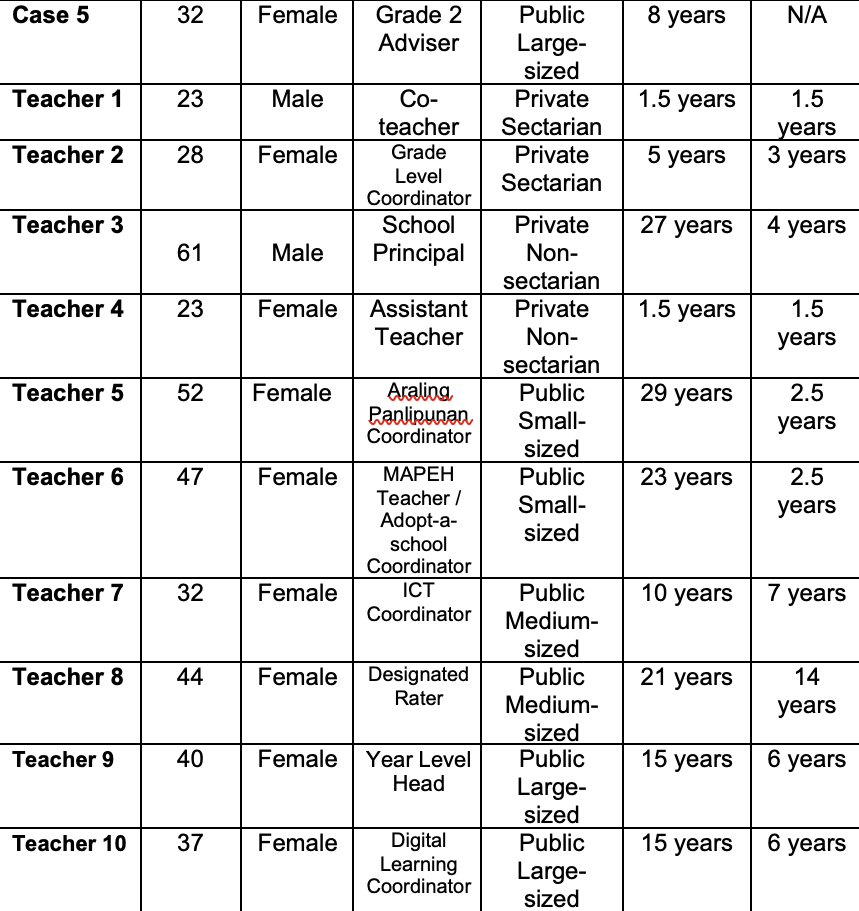 Case 5 32 Female Grade 2 Public 8 years N/A
Adviser Large-
sized
Teacher 1 23 Male Co- Private 1.5 years 1.5
teacher Sectarian years
Teacher 2 28 Female Grade Private 5 years 3 years
Level Sectarian
Coordinator
Teacher 3 School Private 27 years 4 years
61 Male Principal Non-
sectarian
Teacher 4 23 Female Assistant Private 1.5 years 1.5
Teacher Non- years
sectarian
Teacher 5 52 Female Araling Public 29 years 2.5
Panlipunan Small- years
Coordinator sized
Teacher 6 47 Female MAPEH Public 23 years 2.5
Teacher / Small- years
Adopt-a- sized
school
Coordinator
Teacher 7 32 Female ICT Public 10 years 7 years
Coordinator Medium-
sized
Teacher 8 44 Female Designated Public 21 years 14
Rater Medium- years
sized
Teacher 9 40 Female Year Level Public 15 years 6 years
Head Large-
sized
Teacher 10 37 Female Digital Public 15 years 6 years
Learning Large-
Coordinator sized